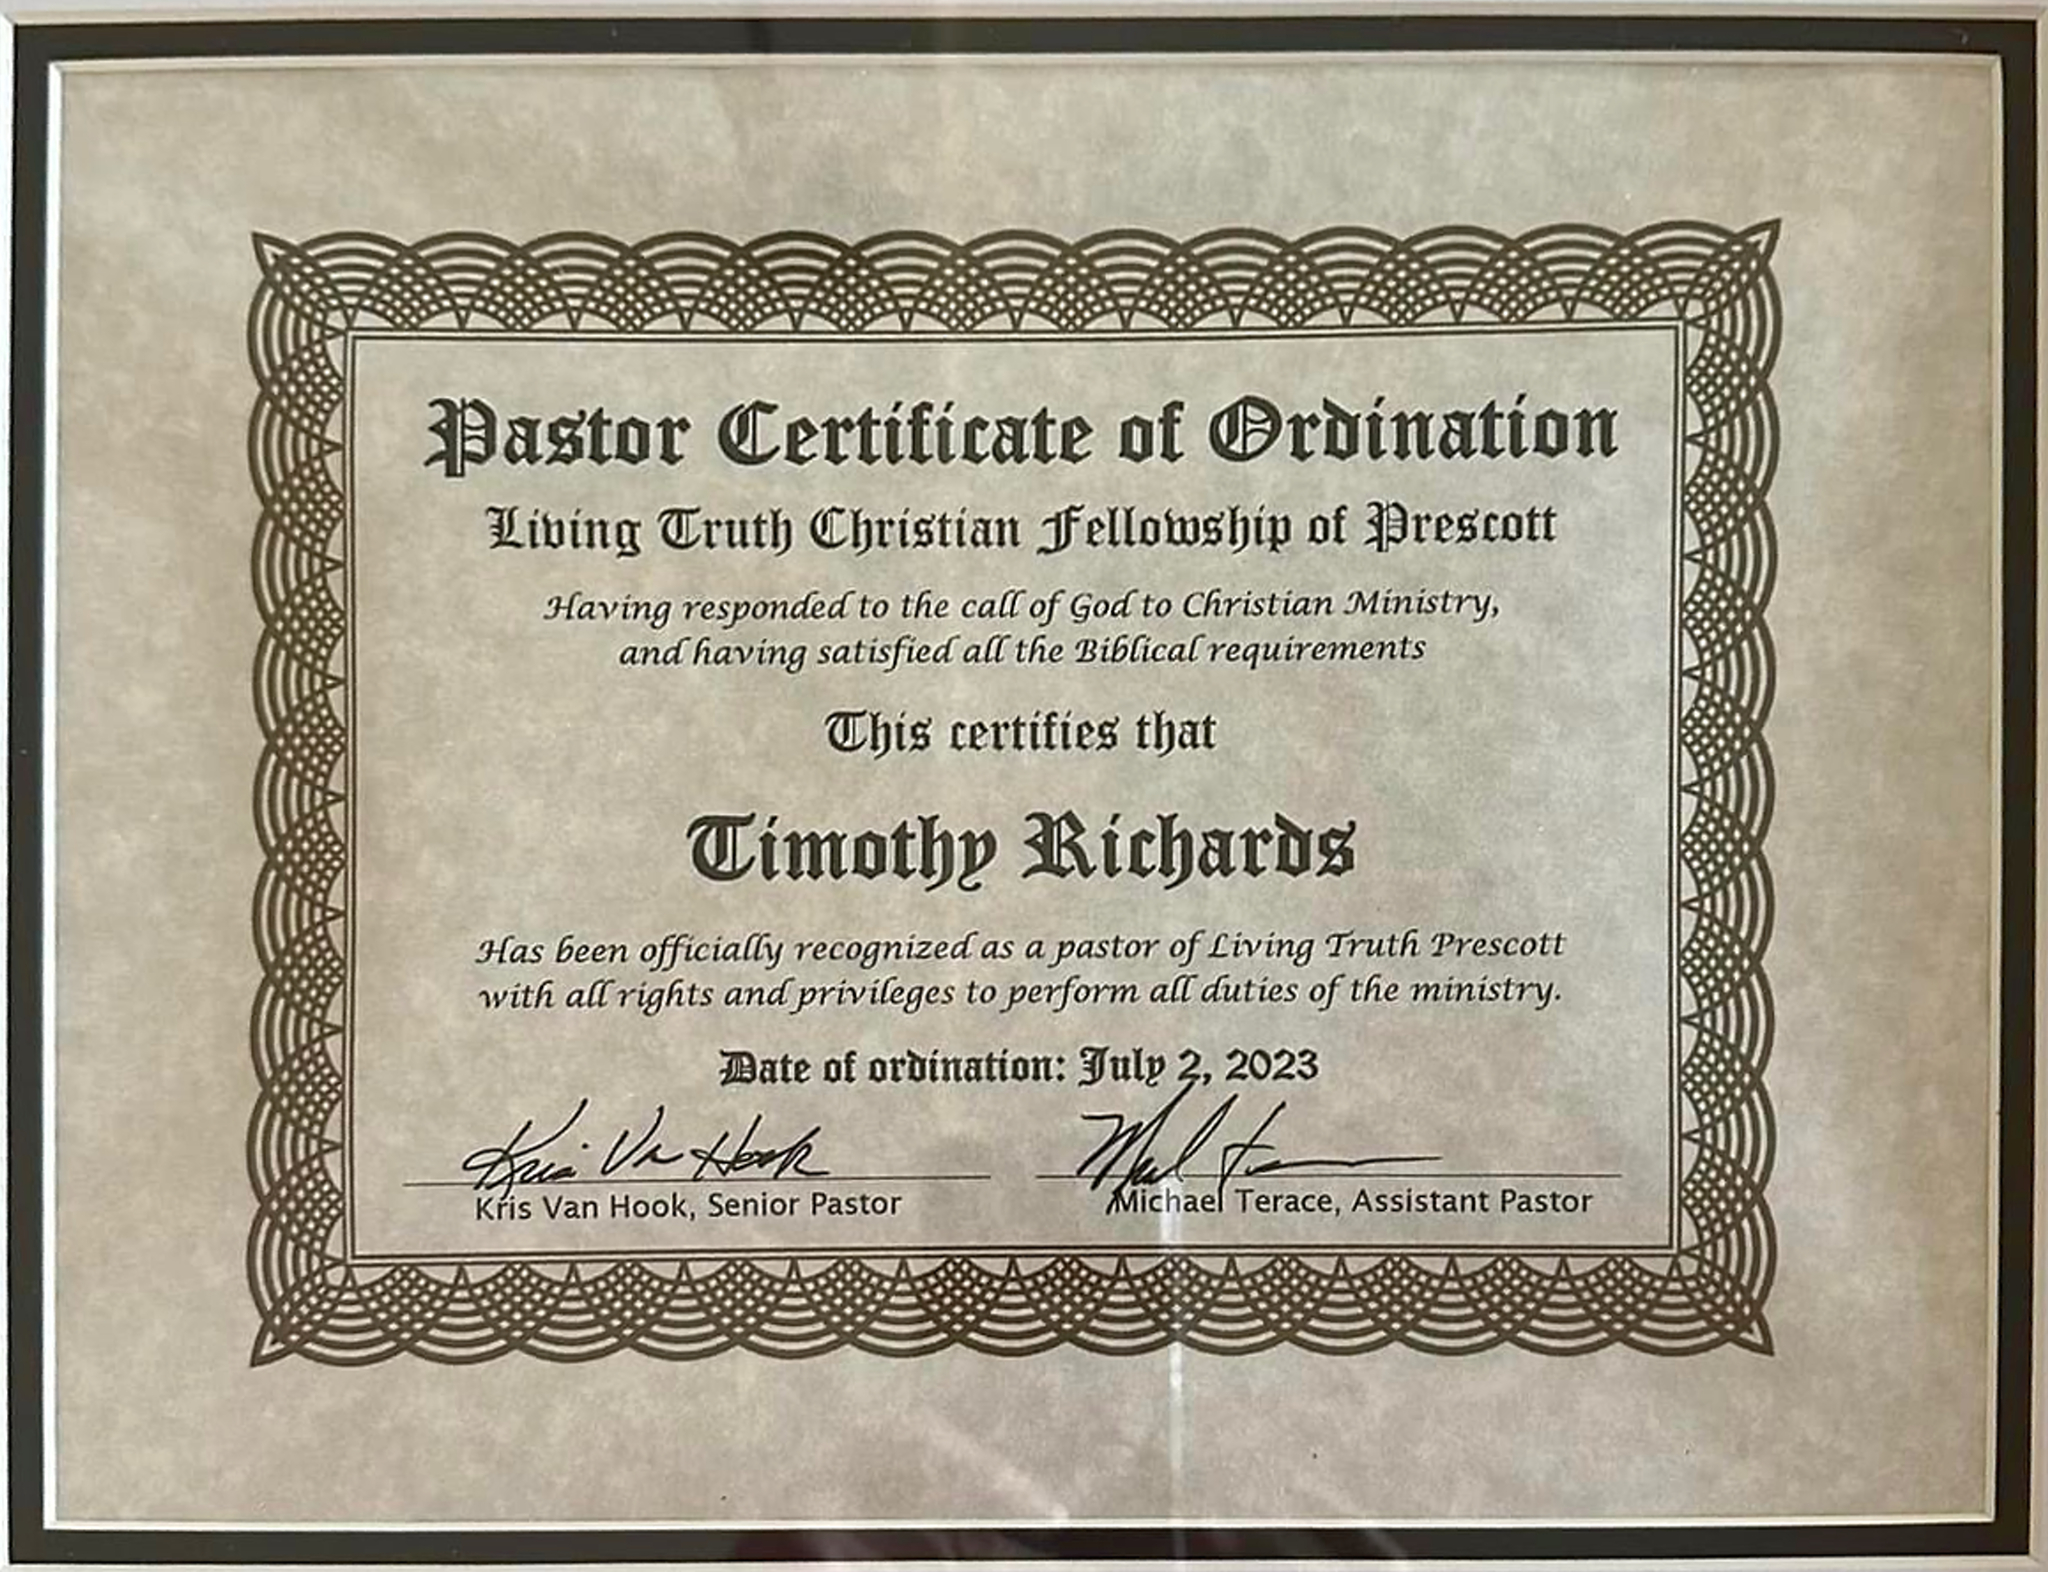 Pastor Certificate of Ordination
Living Truth Christian Fellowship of Prescott
Having responded to the call of God to Christian Ministry,
and having satisfied all the Biblical requirements
This certifies that
Timothy Richards
Has been officially recognized as a pastor of Living Truth Prescott
with all rights and privileges to perform all duties of the ministry.
Date of ordination: July 2, 2023
Kris Van Hook
Kris Van Hook, Senior Pastor
Michael Terace, Assistant Pastor